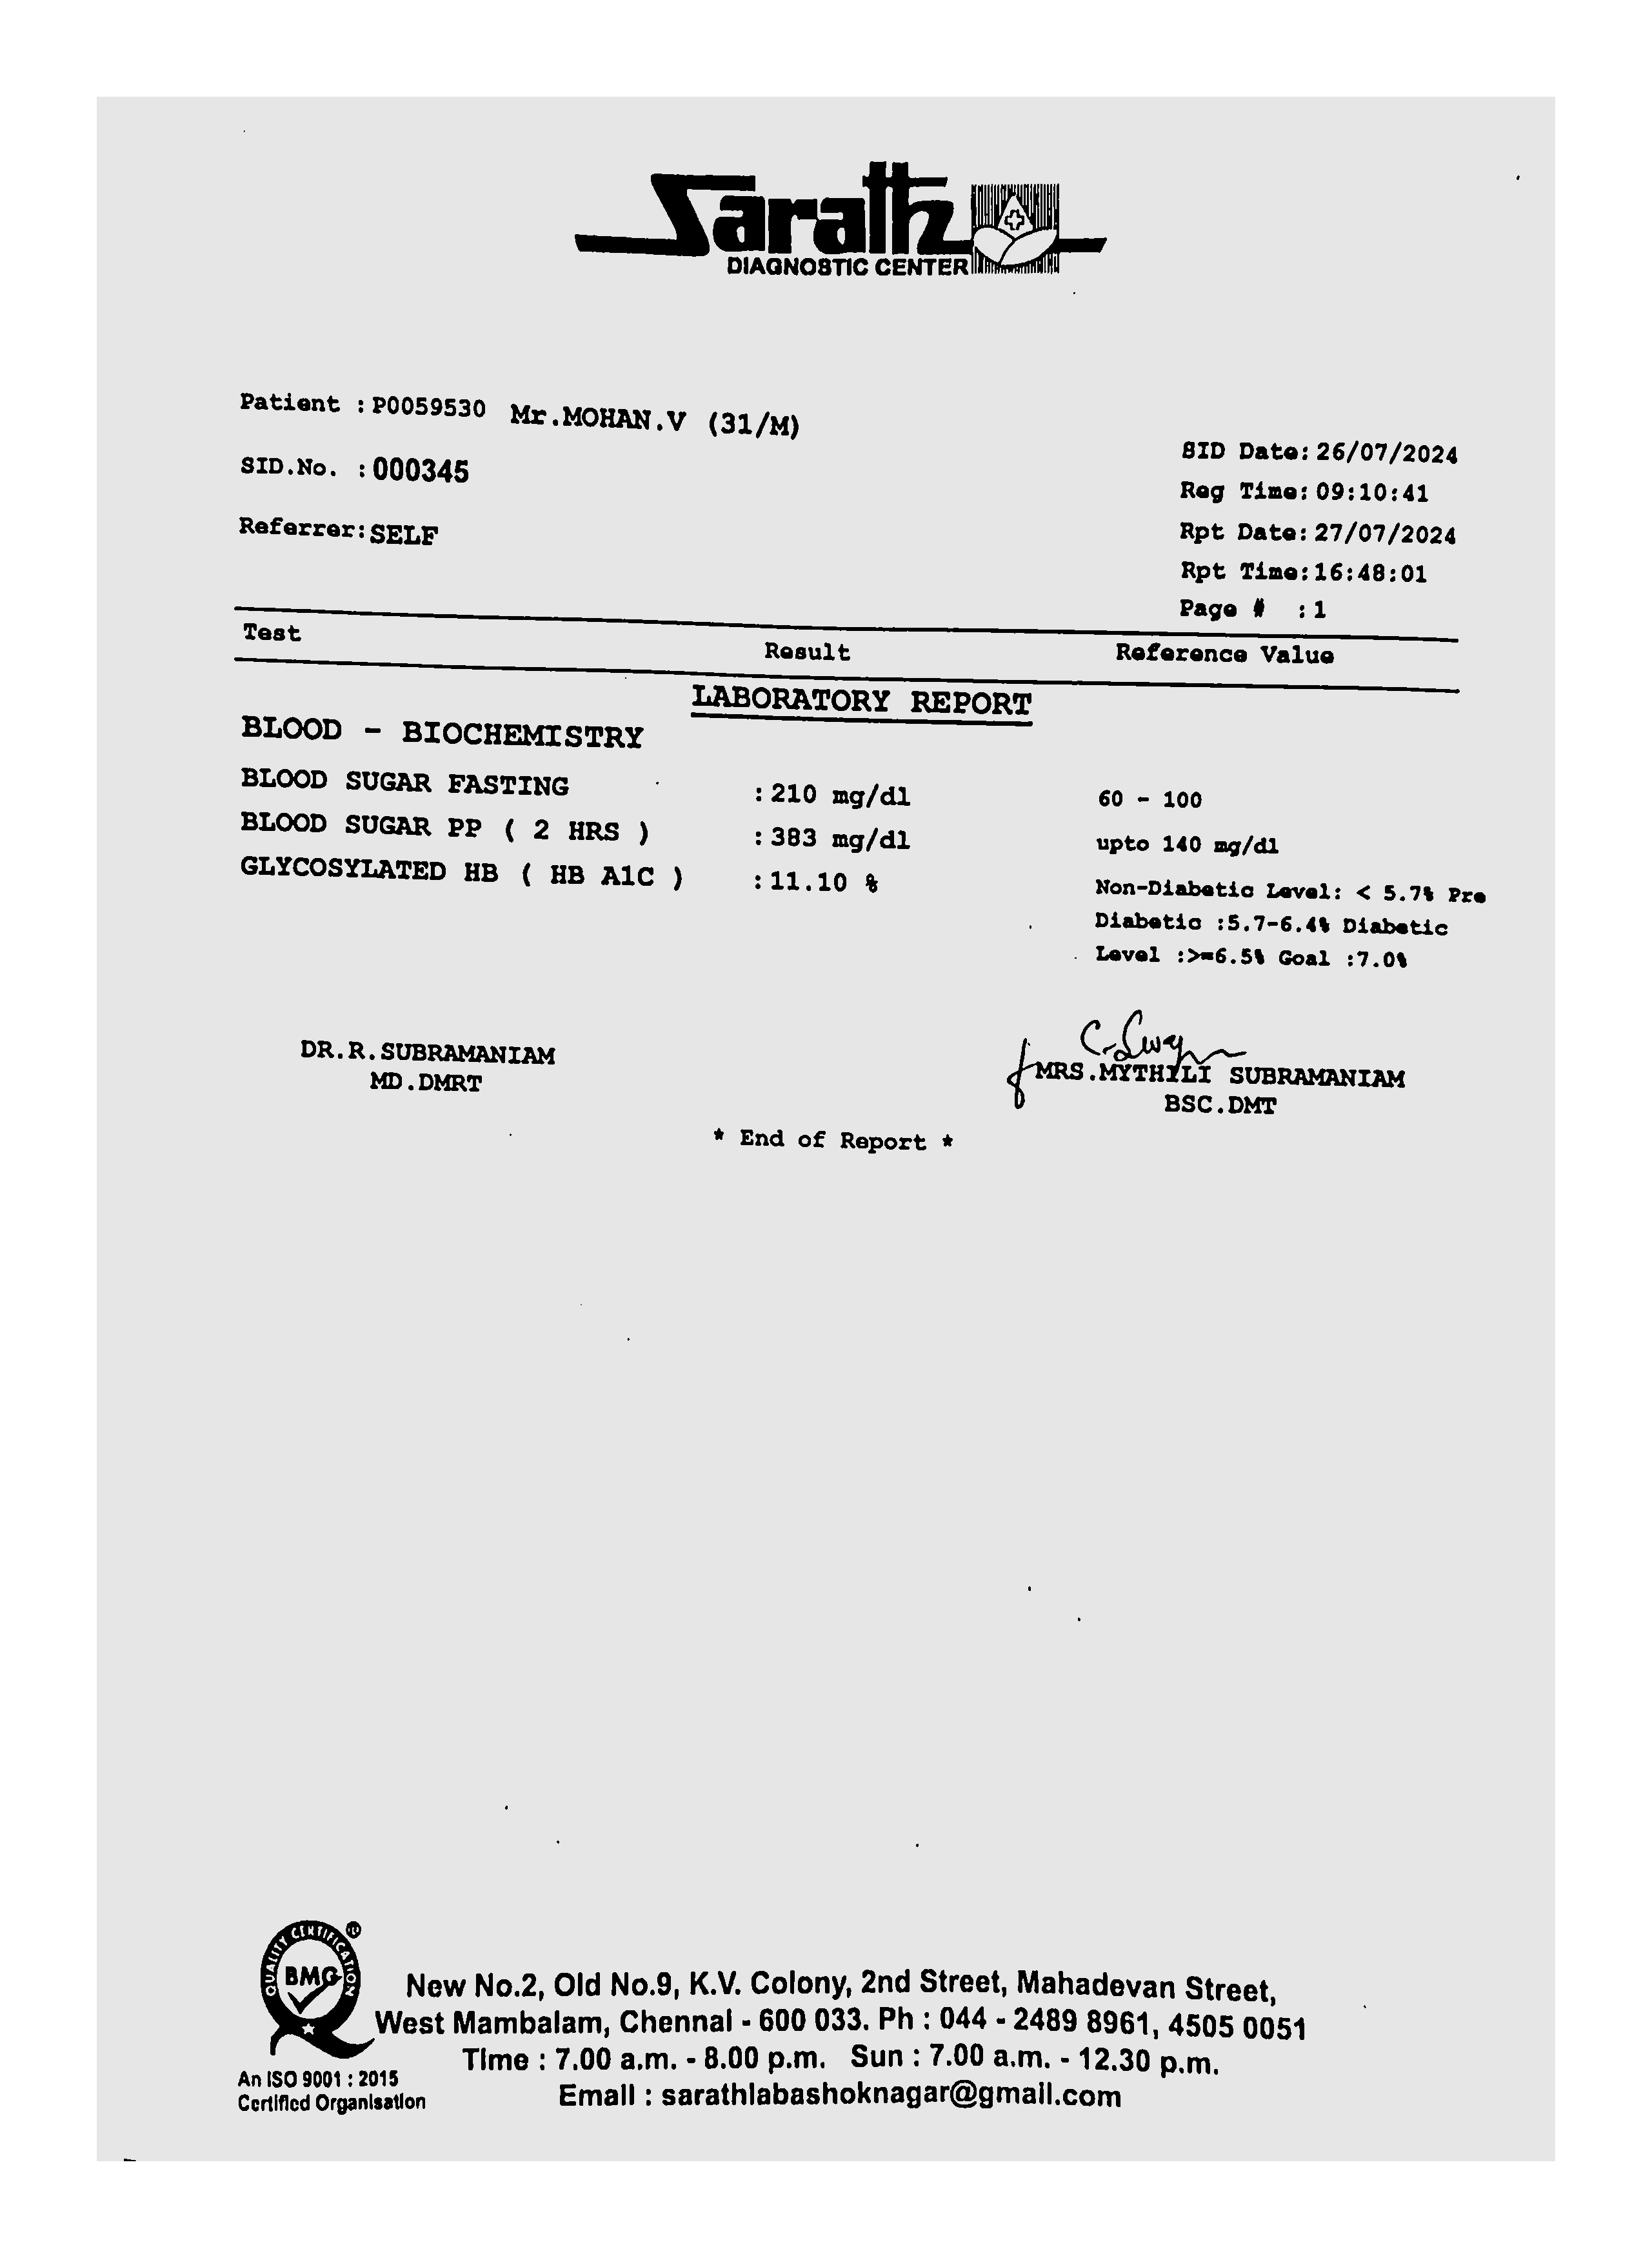 Sarath
DIAGNOSTIC CENTER
Patient : P0059530 Mr.MOHAN.V (31/M)
SID.No. : 000345
Referrer: SELF
SID Date: 26/07/2024
Reg Time: 09:10:41
Rpt Date: 27/07/2024
Rpt Time: 16:48:01
Page # : 1
Test Result Reference Value
LABORATORY REPORT
BLOOD - BIOCHEMISTRY
BLOOD SUGAR FASTING : 210 mg/dl 60 - 100
BLOOD SUGAR PP ( 2 HRS ) : 383 mg/dl upto 140 mg/dl
GLYCOSYLATED HB ( HB A1C ) : 11.10 % Non-Diabetic Level: < 5.7% Pre
Diabetic :5.7-6.4% Diabetic
Level :>=6.5% Goal :7.0%
DR.R.SUBRAMANIAM
MD.DMRT
MRS.MYTHILI SUBRAMANIAM
BSC.DMT
* End of Report *
QUALITY CERTIFICATION
BMG
An ISO 9001 : 2015
Certified Organisation
New No.2, Old No.9, K.V. Colony, 2nd Street, Mahadevan Street,
West Mambalam, Chennai - 600 033. Ph : 044 - 2489 8961, 4505 0051
Time : 7.00 a.m. - 8.00 p.m. Sun : 7.00 a.m. - 12.30 p.m.
Email : sarathlabashoknagar@gmail.com